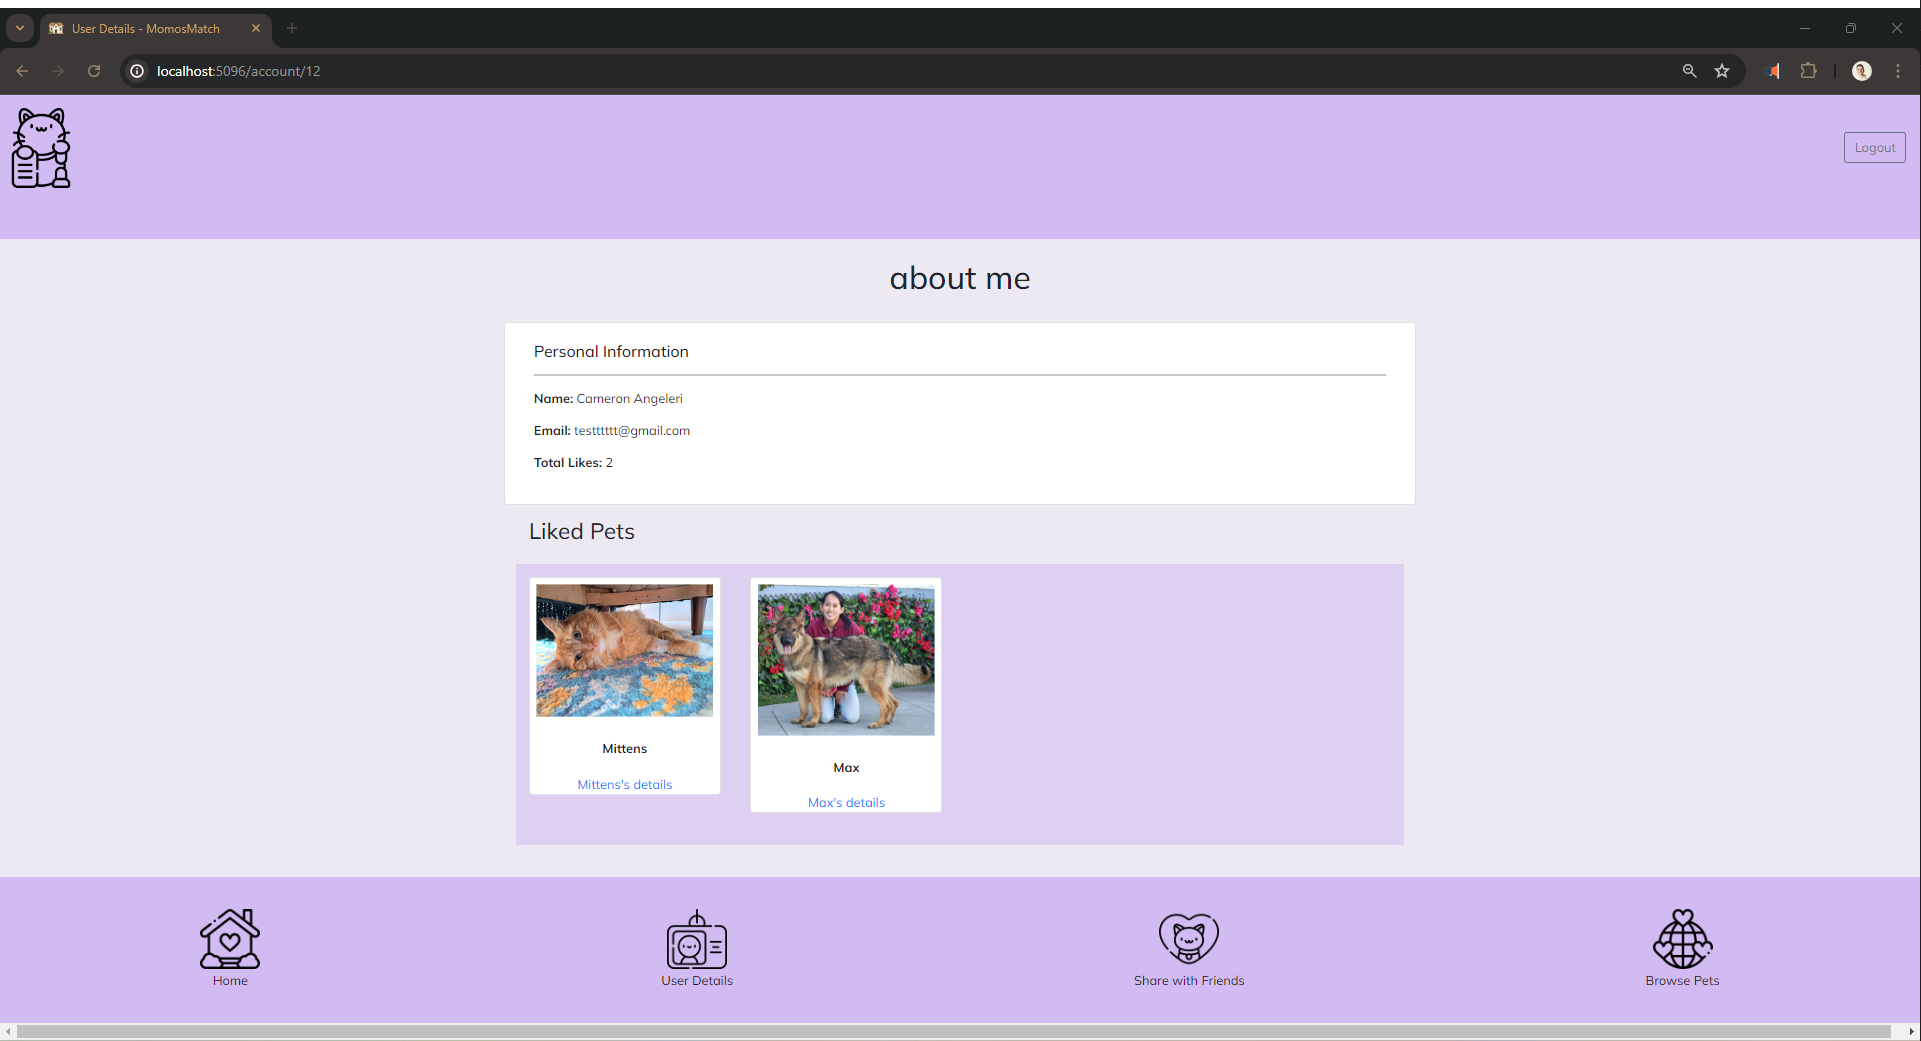 User Details - MomosMatch
localhost:5096/account/12
Logout
about me
Personal Information
Name: Cameron Angeleri
Email: testttttt@gmail.com
Total Likes: 2
Liked Pets
Mittens
Mittens's details
Max
Max's details
Home
User Details
Share with Friends
Browse Pets